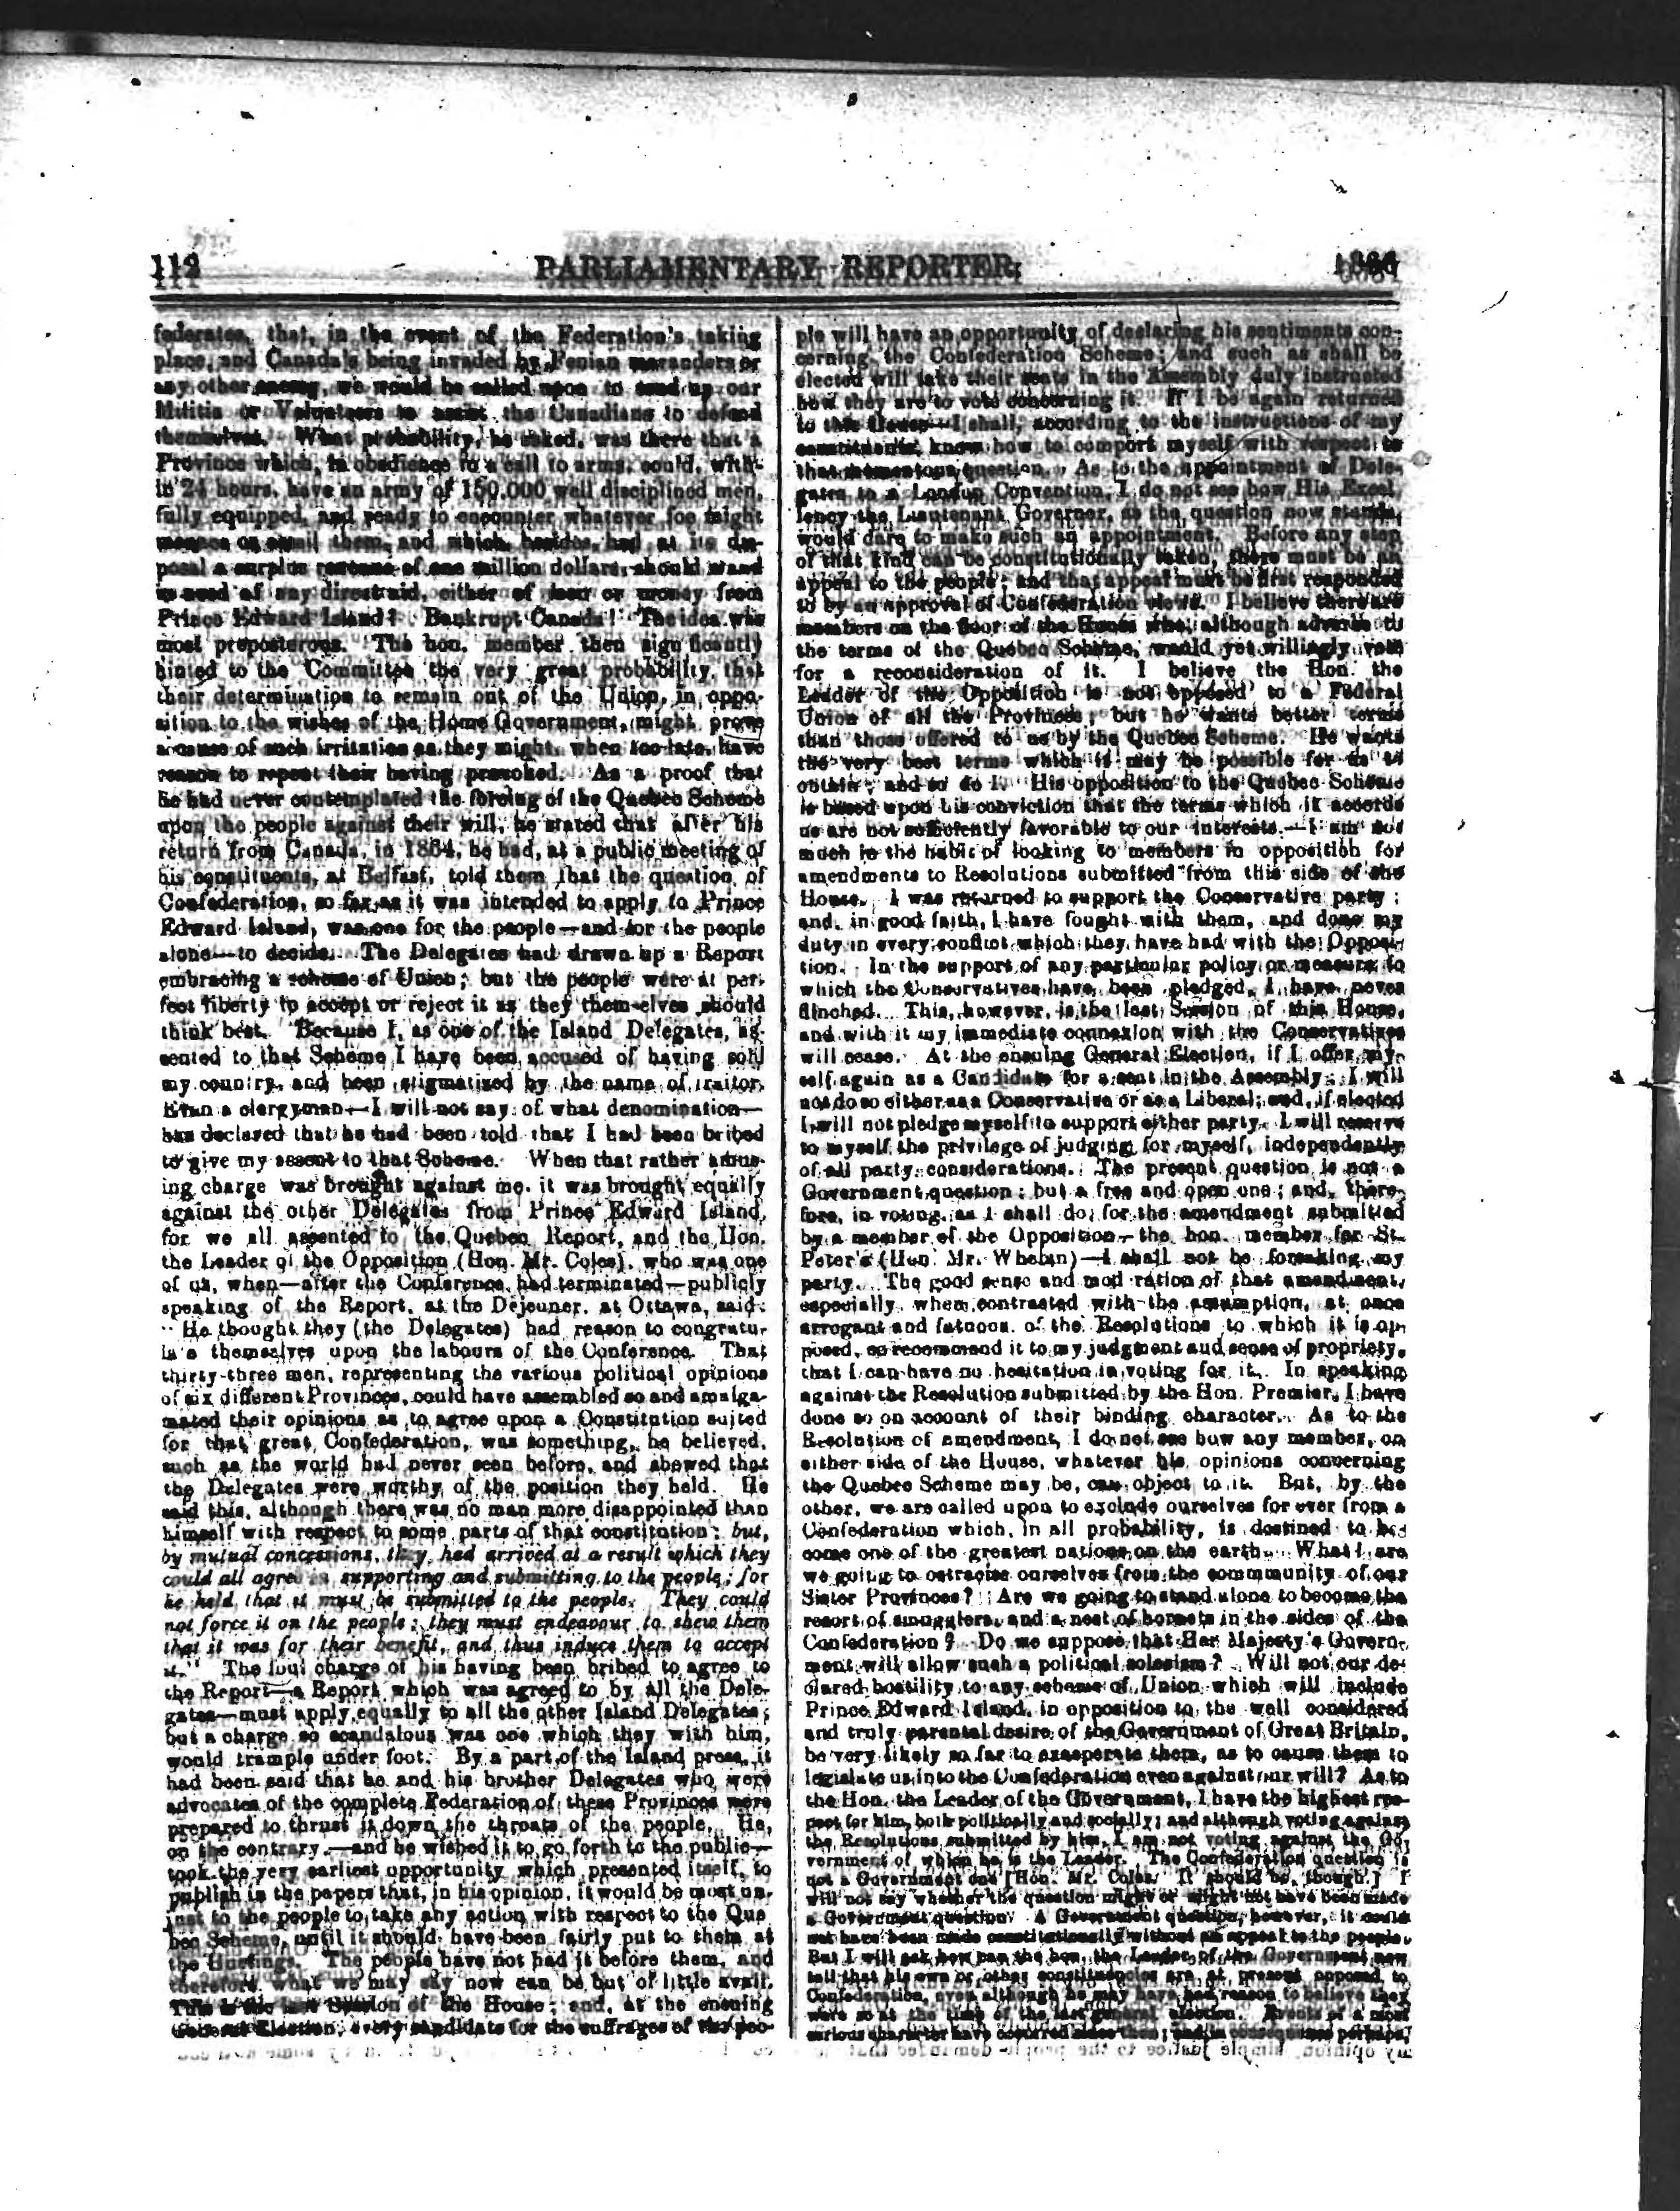 112 PARLIAMENTARY REPORTER. 1866
federates, that, in the event of the Federation's taking
place, and Canada's being invaded by Fenian marauders or
any other enemy, we would be called upon to send up our
Militia or Volunteers to assist the Canadians to defend
themselves. What probability, he asked, was there that a
Province which, in obedience to a call to arms, could, with-
in 24 hours, have an army of 150,000 well disciplined men,
fully equipped, and ready to encounter whatever foe might
menace or assail them, and which, besides, had at its dis-
posal a surplus revenue of one million dollars, should stand
in need of any direct aid, either of men or money from
Prince Edward Island? Bankrupt Canada! The idea was
most preposterous. The hon. member then significantly
hinted to the Committee the very great probability, that
their determination to remain out of the Union, in oppo-
sition to the wishes of the Home Government, might prove
a cause of such irritation as they might, when too late, have
reason to repent their having provoked. As a proof that
he had never contemplated the forcing of the Quebec Scheme
upon the people against their will, he stated that after his
return from Canada, in 1864, he had, at a public meeting of
his constituents, at Belfast, told them that the question of
Confederation, so far as it was intended to apply to Prince
Edward Island, was one for the people—and for the people
alone—to decide. The Delegates had drawn up a Report
embracing a scheme of Union; but the people were at per-
fect liberty to accept or reject it as they themselves should
think best. Because I, as one of the Island Delegates, as-
sented to that Scheme I have been accused of having sold
my country, and been stigmatized by the name of traitor.
Even a clergyman—I will not say of what denomination—
has declared that he had been told that I had been bribed
to give my assent to that Scheme. When that rather amus-
ing charge was brought against me, it was brought equally
against the other Delegates from Prince Edward Island,
for we all assented to the Quebec Report, and the Hon.
the Leader of the Opposition (Hon. Mr. Coles), who was one
of us, when—after the Conference had terminated—publicly
speaking of the Report, at the Dejeuner, at Ottawa, said:
"He thought they (the Delegates) had reason to congratu-
la'e themselves upon the labours of the Conference. That
thirty-three men, representing the various political opinions
of six different Provinces, could have assembled so and amalga-
mated their opinions as to agree upon a Constitution suited
for that great Confederation, was something, he believed,
such as the world had never seen before, and shewed that
the Delegates were worthy of the position they held. He
said this, although there was no man more disappointed than
himself with respect to some parts of that constitution; but,
by mutual concessions, they had arrived at a result which they
could all agree in supporting and submitting to the people; for
he held that it must be submitted to the people. They could
not force it on the people; they must endeavour to shew them
that it was for their benefit, and thus induce them to accept
it." The foul charge of his having been bribed to agree to
the Report—a Report which was agreed to by all the Dele-
gates—must apply equally to all the other Island Delegates;
but a charge so scandalous was one which they with him,
would trample under foot. By a part of the Island press, it
had been said that he and his brother Delegates who were
advocates of the complete Federation of these Provinces were
prepared to thrust it down the throats of the people. He,
on the contrary,—and he wished it to go forth to the public—
took the very earliest opportunity which presented itself, to
publish in the papers that, in his opinion, it would be most un-
just to the people to take any action with respect to the Que
bec Scheme, until it should have been fairly put to them at
the Hustings. The people have not had it before them, and
therefore what we may say now can be but of little avail.
This is the last Session of the House; and, at the ensuing
General Election, every candidate for the suffrages of the peo-
ple will have an opportunity of declaring his sentiments con-
cerning the Confederation Scheme; and such as shall be
elected will take their seats in the Assembly duly instructed
how they are to vote concerning it. If I be again returned
to this House—I shall, according to the instructions of my
constituents, know how to comport myself with respect to
that momentous question. As to the appointment of Dele-
gates to a London Convention, I do not see how His Excel
lency the Lieutenant Governor, as the question now stands,
would dare to make such an appointment. Before any step
of that kind can be constitutionally taken, there must be an
appeal to the people; and that appeal must be first responded
to by an approval of Confederation views. I believe there are
members on the floor of the House who, although adverse to
the terms of the Quebec Scheme, would yet willingly vote
for a reconsideration of it. I believe the Hon. the
Leader of the Opposition is not opposed to a Federal
Union of all the Provinces; but he wants better terms
than those offered to us by the Quebec Scheme. He wants
the very best terms which it may be possible for us to
obtain; and so do I. His opposition to the Quebec Scheme
is based upon his conviction that the terms which it accords
us are not sufficiently favorable to our interests.—I am not
much in the habit of looking to members in opposition for
amendments to Resolutions submitted from this side of the
House. I was returned to support the Conservative party;
and, in good faith, I have fought with them, and done my
duty in every conflict which they have had with the Opposi-
tion. In the support of any particular policy or measure to
which the Conservatives have been pledged, I have never
flinched. This, however, is the last Session of this House,
and with it my immediate connexion with the Conservatives
will cease. At the ensuing General Election, if I offer my-
self again as a Candidate for a seat in the Assembly, I will
not do so either as a Conservative or as a Liberal; and, if elected
I will not pledge myself to support either party. I will reserve
to myself the privilege of judging for myself, independently
of all party considerations. The present question is not a
Government question; but a free and open one; and, there-
fore, in voting, as I shall do, for the amendment submitted
by a member of the Opposition—the hon. member for St.
Peter's (Hon. Mr. Whelan)—I shall not be forsaking my
party. The good sense and mod ration of that amendment,
especially when contrasted with the assumption, at once
arrogant and fatuous, of the Resolutions to which it is op-
posed, so recommend it to my judgment and sense of propriety,
that I can have no hesitation in voting for it. In speaking
against the Resolution submitted by the Hon. Premier, I have
done so on account of their binding character. As to the
Resolution of amendment, I do not see how any member, on
either side of the House, whatever his opinions concerning
the Quebec Scheme may be, can object to it. But, by the
other, we are called upon to exclude ourselves for ever from a
Confederation which, in all probability, is destined to be-
come one of the greatest nations on the earth. What! are
we going to ostracise ourselves from the community of our
Sister Provinces? Are we going to stand alone to become the
resort of smugglers, and a nest of hornets in the sides of the
Confederation? Do we suppose that Her Majesty's Govern-
ment will allow such a political solecism? Will not our de-
clared hostility to any scheme of Union which will include
Prince Edward Island, in opposition to the well considered
and truly parental desire of the Government of Great Britain,
be very likely so far to exasperate them, as to cause them to
legislate us into the Confederation even against our will? As to
the Hon. the Leader of the Government, I have the highest res-
pect for him, both politically and socially; and although voting against
the Resolutions submitted by him, I am not voting against the Go-
vernment of which he is the Leader. The Confederation question is
not a Government one [Hon. Mr. Coles. It should be, though.] I
will not say whether the question might or might not have been made
a Government question. A Government question, however, it could
not have been made constitutionally without an appeal to the people.
But I will ask how can the hon. the Leader of the Government now
tell that his own or other constituencies are at present opposed to
Confederation, even although he may have had reason to believe they
were so at the time of the last general election. Events of a most
serious character have occurred since then; and in consequence perhaps,